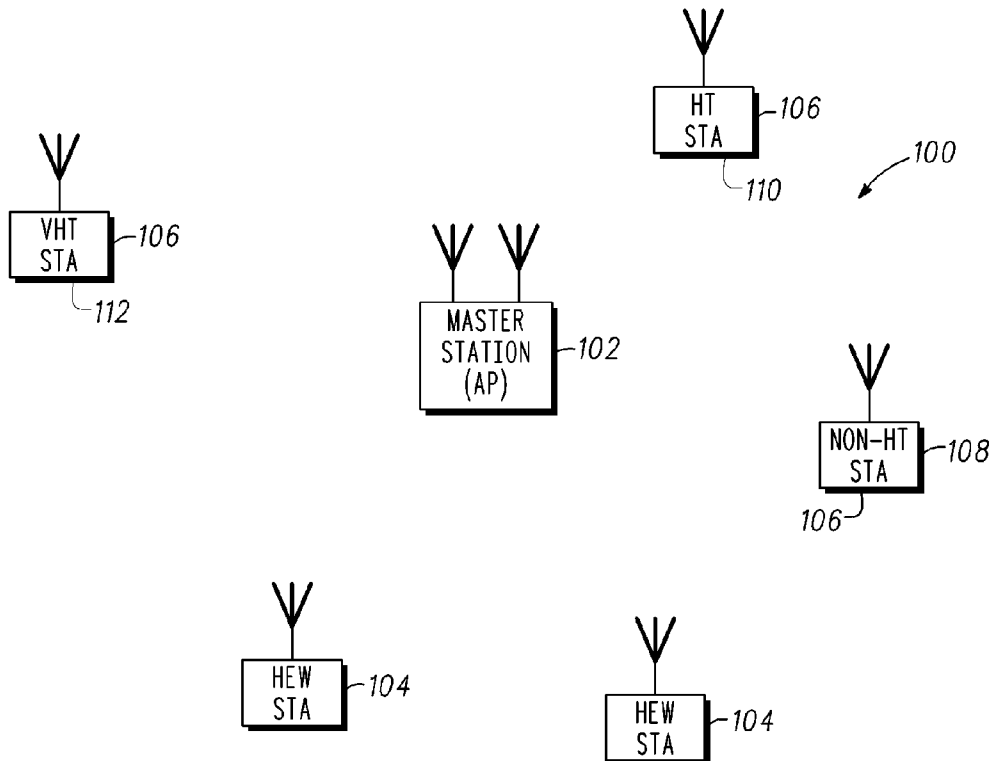 HT
STA
106
110
100
VHT
STA
106
112
MASTER
STATION
(AP)
102
NON-HT
STA
108
106
HEW
STA
104
HEW
STA
104